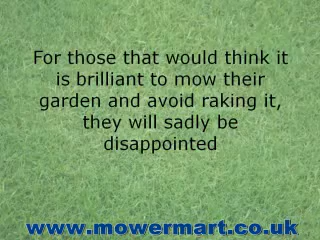 For those that would think it
is brilliant to mow their
garden and avoid raking it,
they will sadly be
disappointed
www.mowermart.co.uk